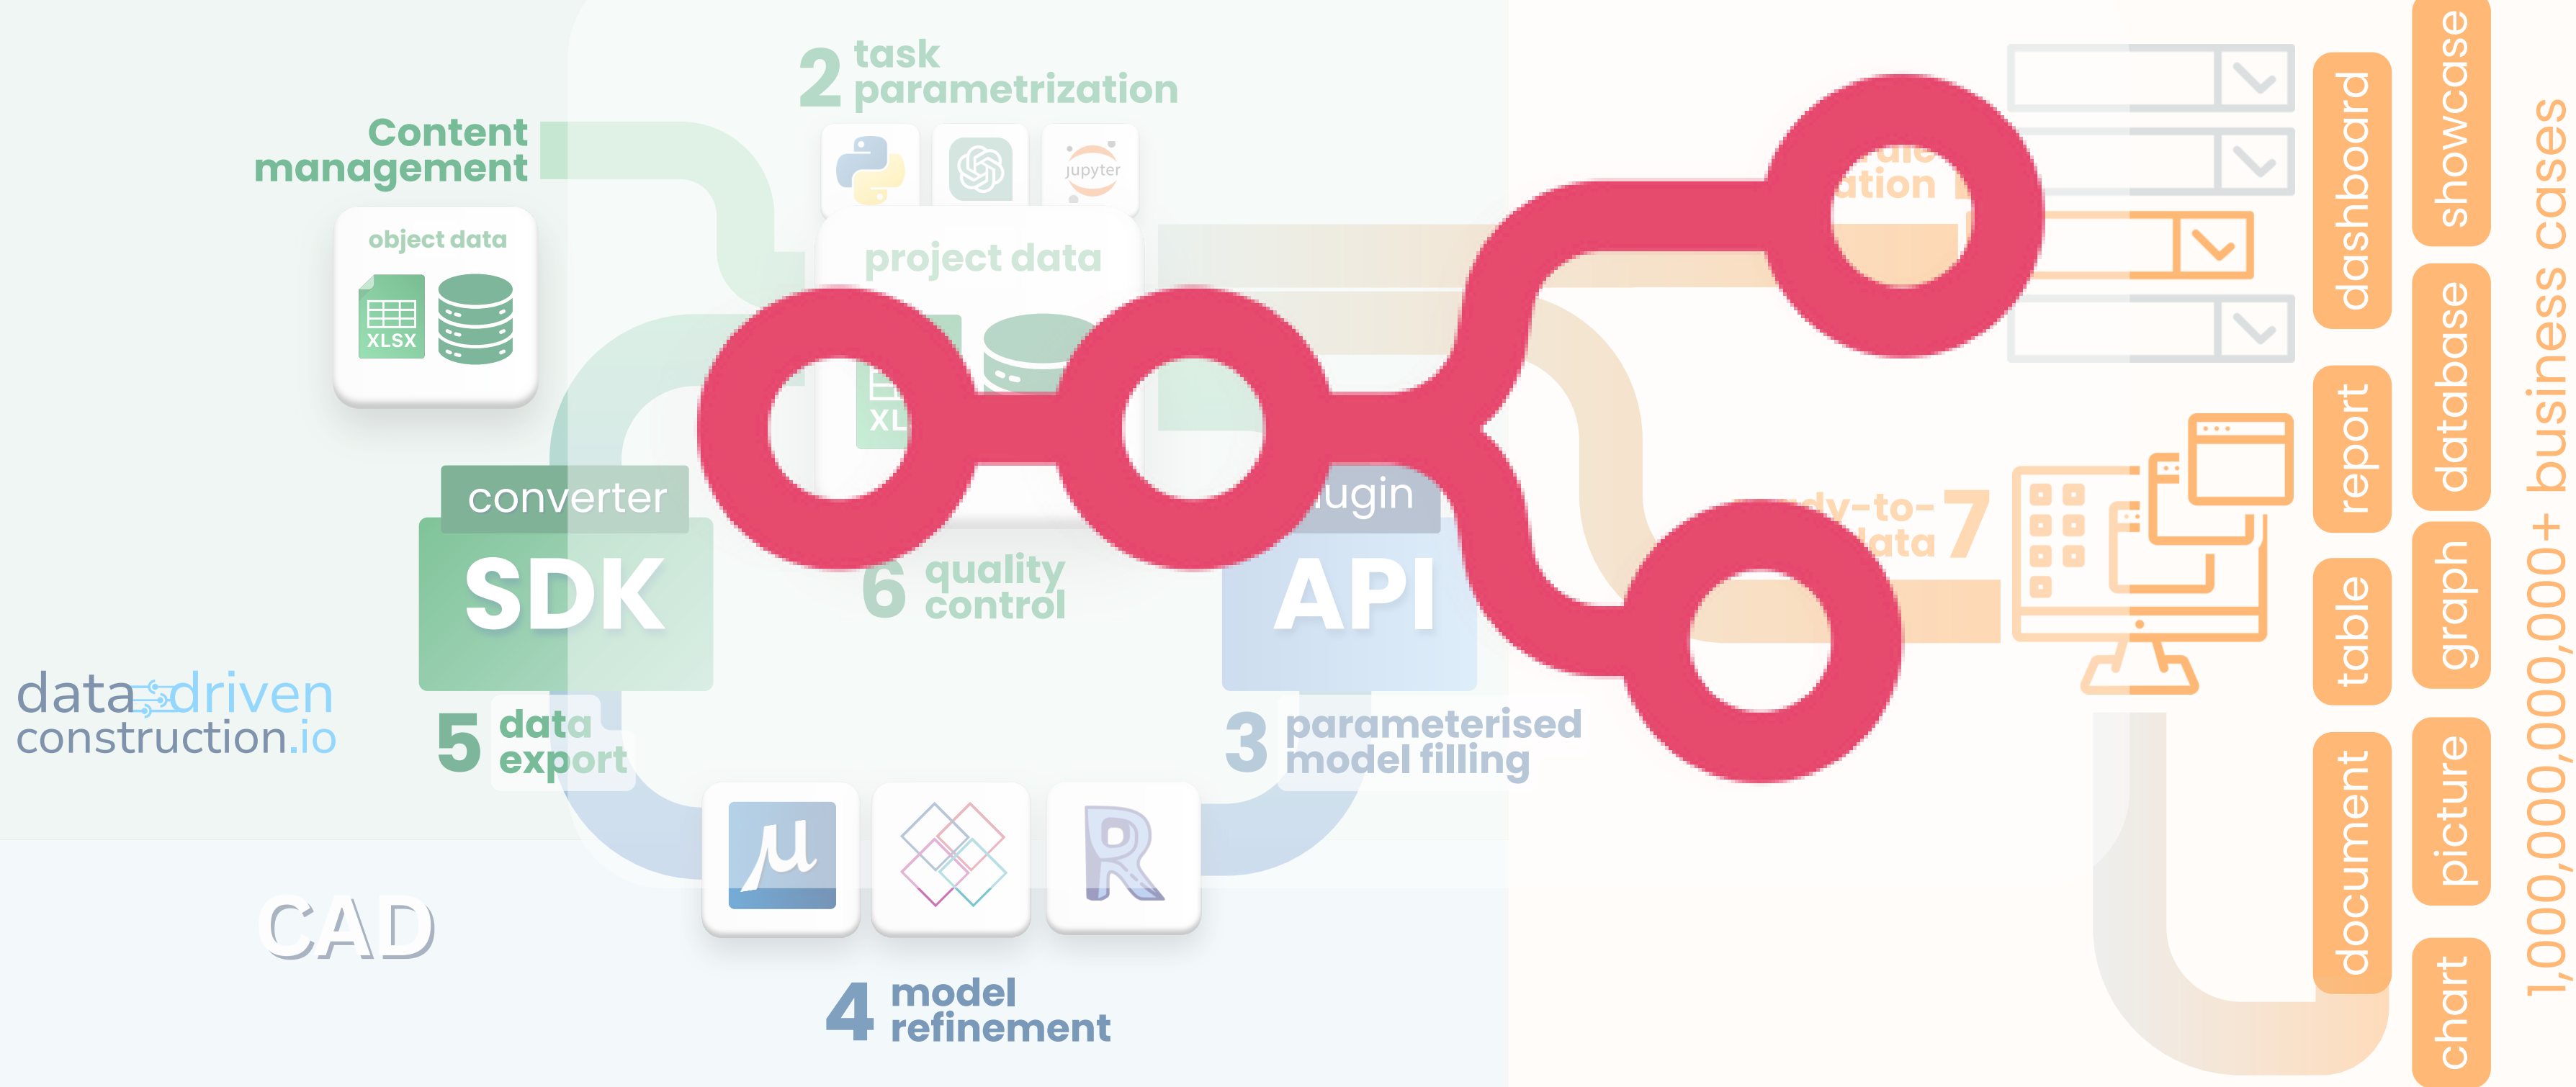 2 task
parametrization
Content
management
jupyter
object data
XLSX
project data
XL
converter
SDK
API
6 quality
control
7
data driven
construction.io
5 data
export
3 parameterised
model filling
μ
R
CAD
4 model
refinement
dashboard
report
table
document
showcase
database
graph
picture
chart
1,000,000,000,000+ business cases